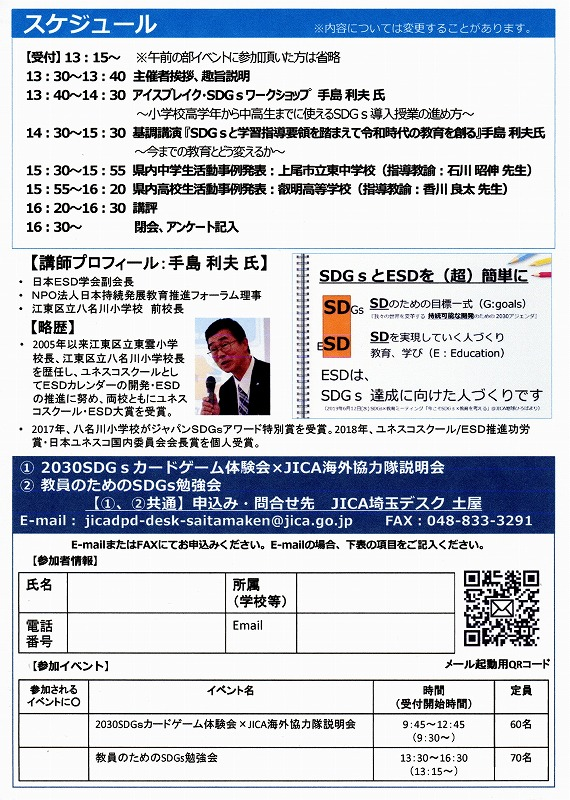 スケジュール
※内容については変更することがあります。
【受付】13：15～　※午前の部イベントに参加頂いた方は省略
13：30～13：40　主催者挨拶、趣旨説明
13：40～14：30　アイスブレイク・SDGｓワークショップ　手島 利夫 氏
～小学校高学年から中高生までに使えるSDGｓ導入授業の進め方～
14：30～15：30　基調講演『SDGｓと学習指導要領を踏まえて令和時代の教育を創る』手島 利夫氏
～今までの教育とどう変えるか～
15：30～15：55　県内中学生活動事例発表：上尾市立東中学校（指導教諭：石川 昭伸 先生）
15：55～16：20　県内高校生活動事例発表：叡明高等学校（指導教諭：香川 良太 先生）
16：20～16：30　講評
16：30～　閉会、アンケート記入
【講師プロフィール：手島 利夫 氏】
・ 日本ESD学会副会長
・ NPO法人日本持続発展教育推進フォーラム理事
・ 江東区立八名川小学校　前校長
【略歴】
・ 2005年以来江東区立東雲小学
校長、江東区立八名川小学校長
を歴任し、ユネスコスクールとし
てESDカレンダーの開発・ESD
の推進に努め、両校ともにユネス
コスクール・ESD大賞を受賞。
・ 2017年、八名川小学校がジャパンSDGsアワード特別賞を受賞。2018年、ユネスコスクール/ESD推進功労
賞・日本ユネスコ国内委員会会長賞を個人受賞。
SDGｓとESDを（超）簡単に
SDGs
SDのための目標一式（G:goals）
『我々の世界を変革する 持続可能な開発のための 2030アジェンダ』
ESD
SDを実現していく人づくり
教育、学び（E：Education）
ESDは、
SDGｓ 達成に向けた人づくりです
① 2030SDGｓカードゲーム体験会×JICA海外協力隊説明会
② 教員のためのSDGs勉強会
【①、②共通】申込み・問合せ先　JICA埼玉デスク 土屋
E-mail： jicadpd-desk-saitamaken@jica.go.jp　FAX：048-833-3291
E-mailまたはFAXにてお申込みください。E-mailの場合、下表の項目をご記入ください。
【参加者情報】
氏名
所属
（学校等）
電話
番号
Email
メール起動用QRコード
【参加イベント】
参加される
イベントに〇
イベント名
時間
（受付開始時間）
定員
2030SDGsカードゲーム体験会×JICA海外協力隊説明会
9：45～12：45
（9：30～）
60名
教員のためのSDGs勉強会
13：30～16：30
（13：15～）
70名